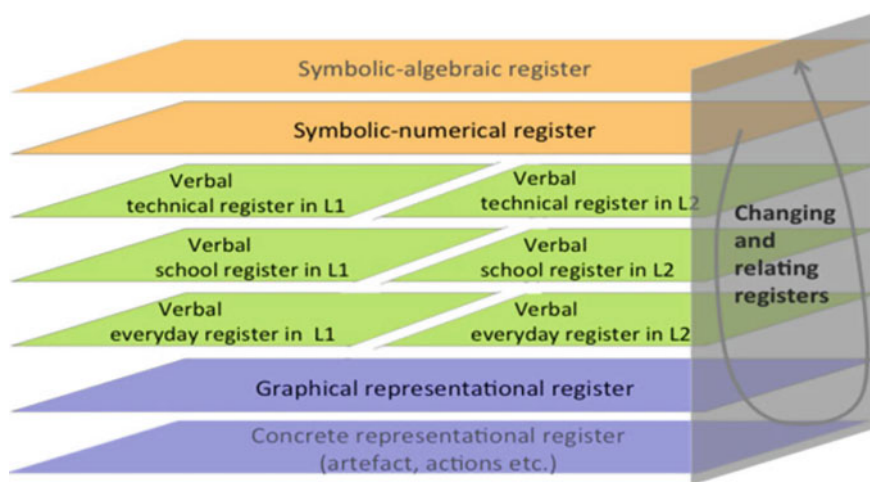 Symbolic-algebraic register
Symbolic-numerical register
Verbal
technical register in L1
Verbal
technical register in L2
Verbal
school register in L1
Verbal
school register in L2
Verbal
everyday register in L1
Verbal
everyday register in L2
Graphical representational register
Concrete representational register
(artefact, actions etc.)
Changing
and
relating
registers